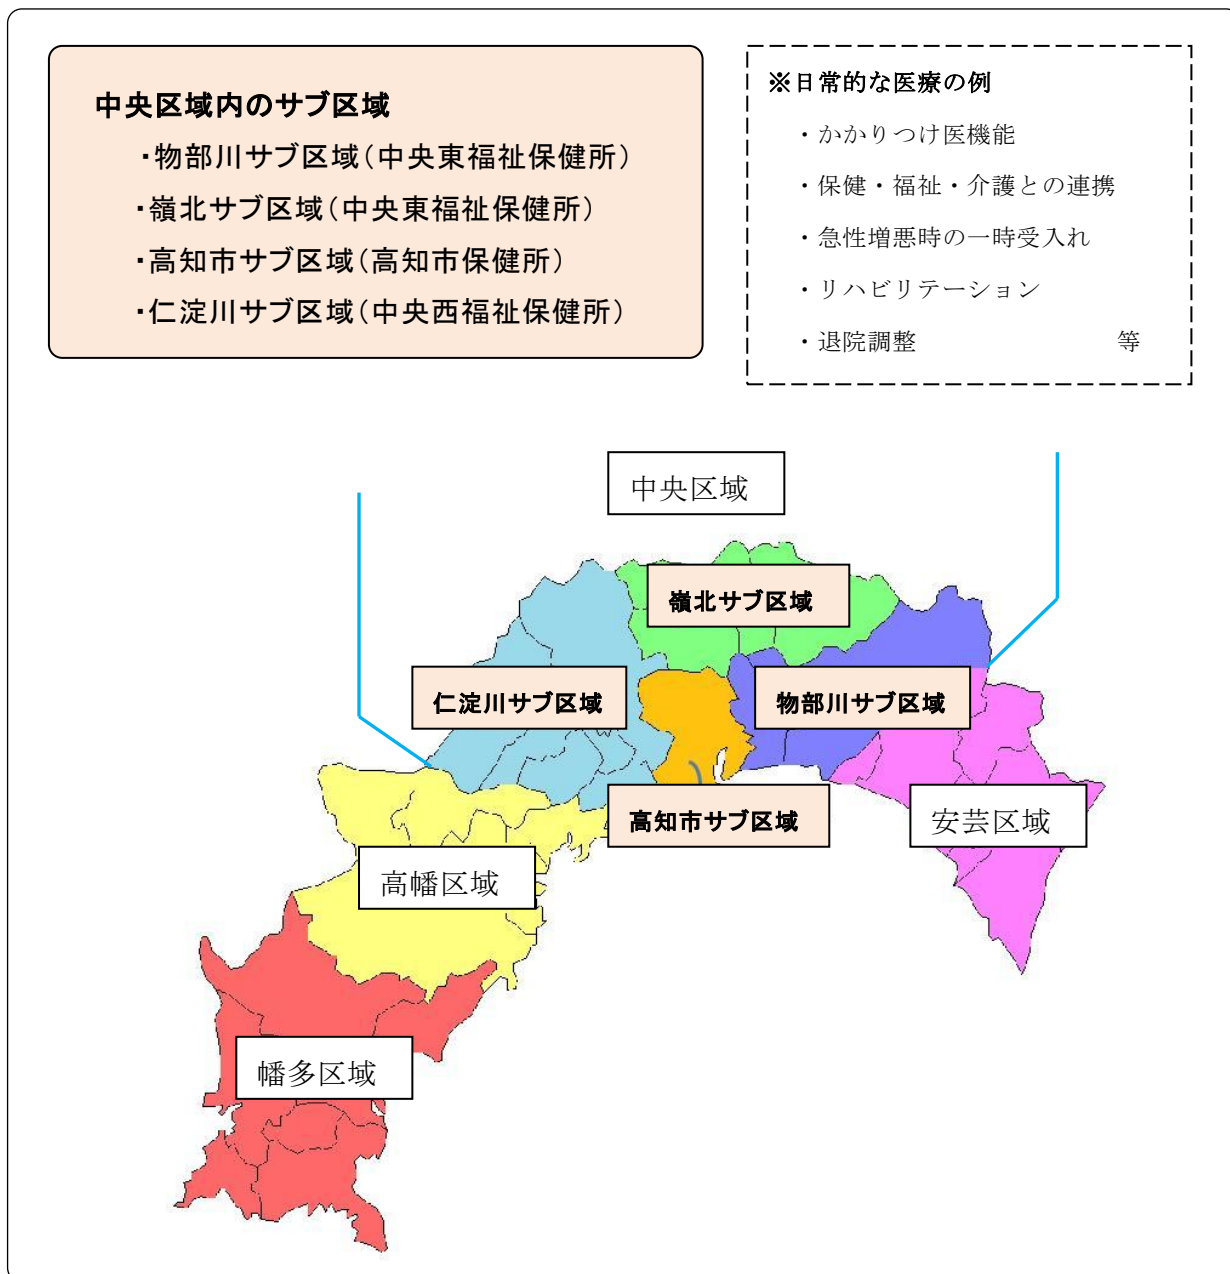 中央区域内のサブ区域
・物部川サブ区域(中央東福祉保健所)
・嶺北サブ区域(中央東福祉保健所)
・高知市サブ区域(高知市保健所)
・仁淀川サブ区域(中央西福祉保健所)
※日常的な医療の例
・かかりつけ医機能
・保健・福祉・介護との連携
・急性増悪時の一時受入れ
・リハビリテーション
・退院調整 等
中央区域
嶺北サブ区域
仁淀川サブ区域
物部川サブ区域
高知市サブ区域
安芸区域
高幡区域
幡多区域